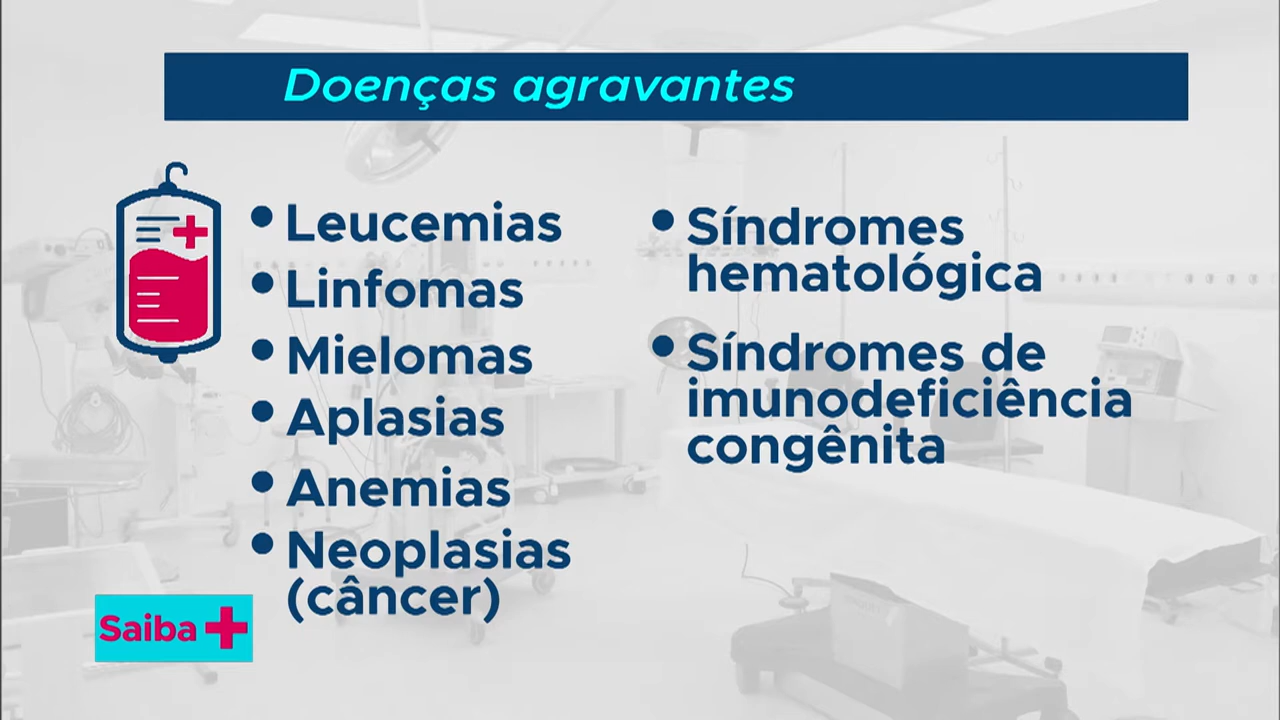 Doenças agravantes
Leucemias
Linfomas
Mielomas
Aplasias
Anemias
Neoplasias
(câncer)
Síndromes
hematológica
Síndromes de
imunodeficiência
congênita
Saiba +